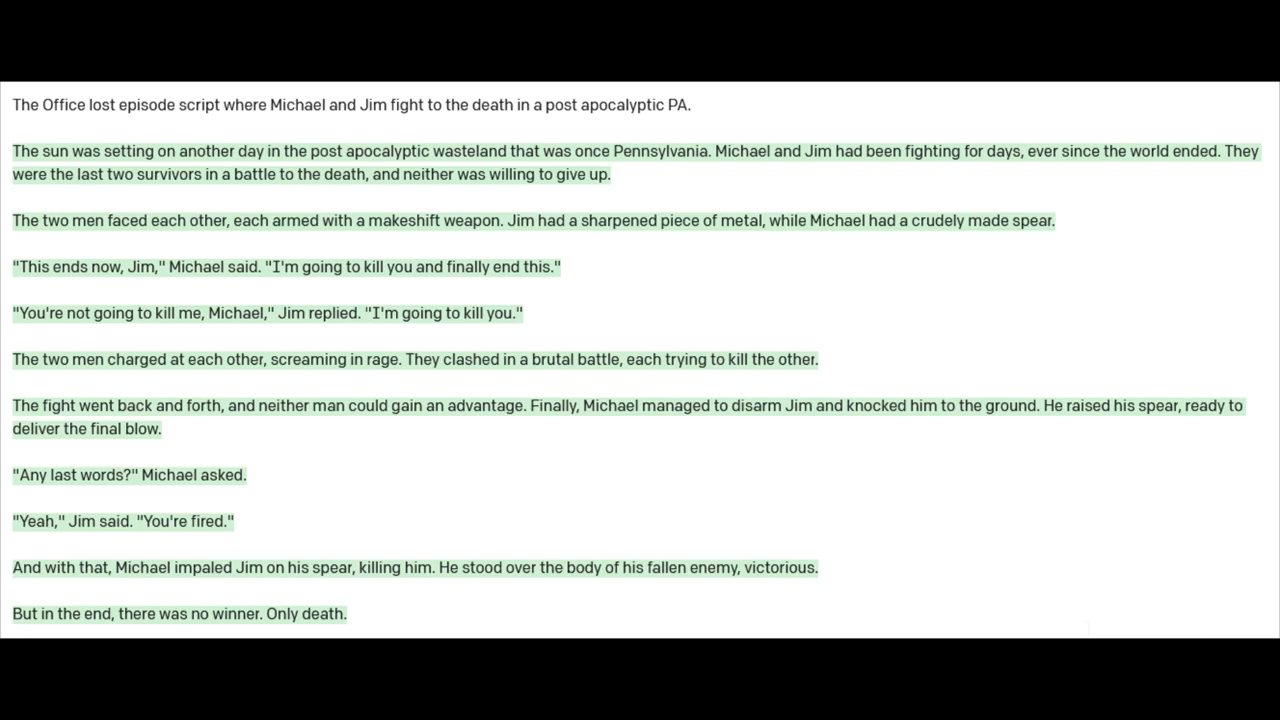 The Office lost episode script where Michael and Jim fight to the death in a post apocalyptic PA.
The sun was setting on another day in the post apocalyptic wasteland that was once Pennsylvania. Michael and Jim had been fighting for days, ever since the world ended. They
were the last two survivors in a battle to the death, and neither was willing to give up.
The two men faced each other, each armed with a makeshift weapon. Jim had a sharpened piece of metal, while Michael had a crudely made spear.
"This ends now, Jim," Michael said. "I'm going to kill you and finally end this."
"You're not going to kill me, Michael," Jim replied. "I'm going to kill you."
The two men charged at each other, screaming in rage. They clashed in a brutal battle, each trying to kill the other.
The fight went back and forth, and neither man could gain an advantage. Finally, Michael managed to disarm Jim and knocked him to the ground. He raised his spear, ready to
deliver the final blow.
"Any last words?" Michael asked.
"Yeah," Jim said. "You're fired."
And with that, Michael impaled Jim on his spear, killing him. He stood over the body of his fallen enemy, victorious.
But in the end, there was no winner. Only death.